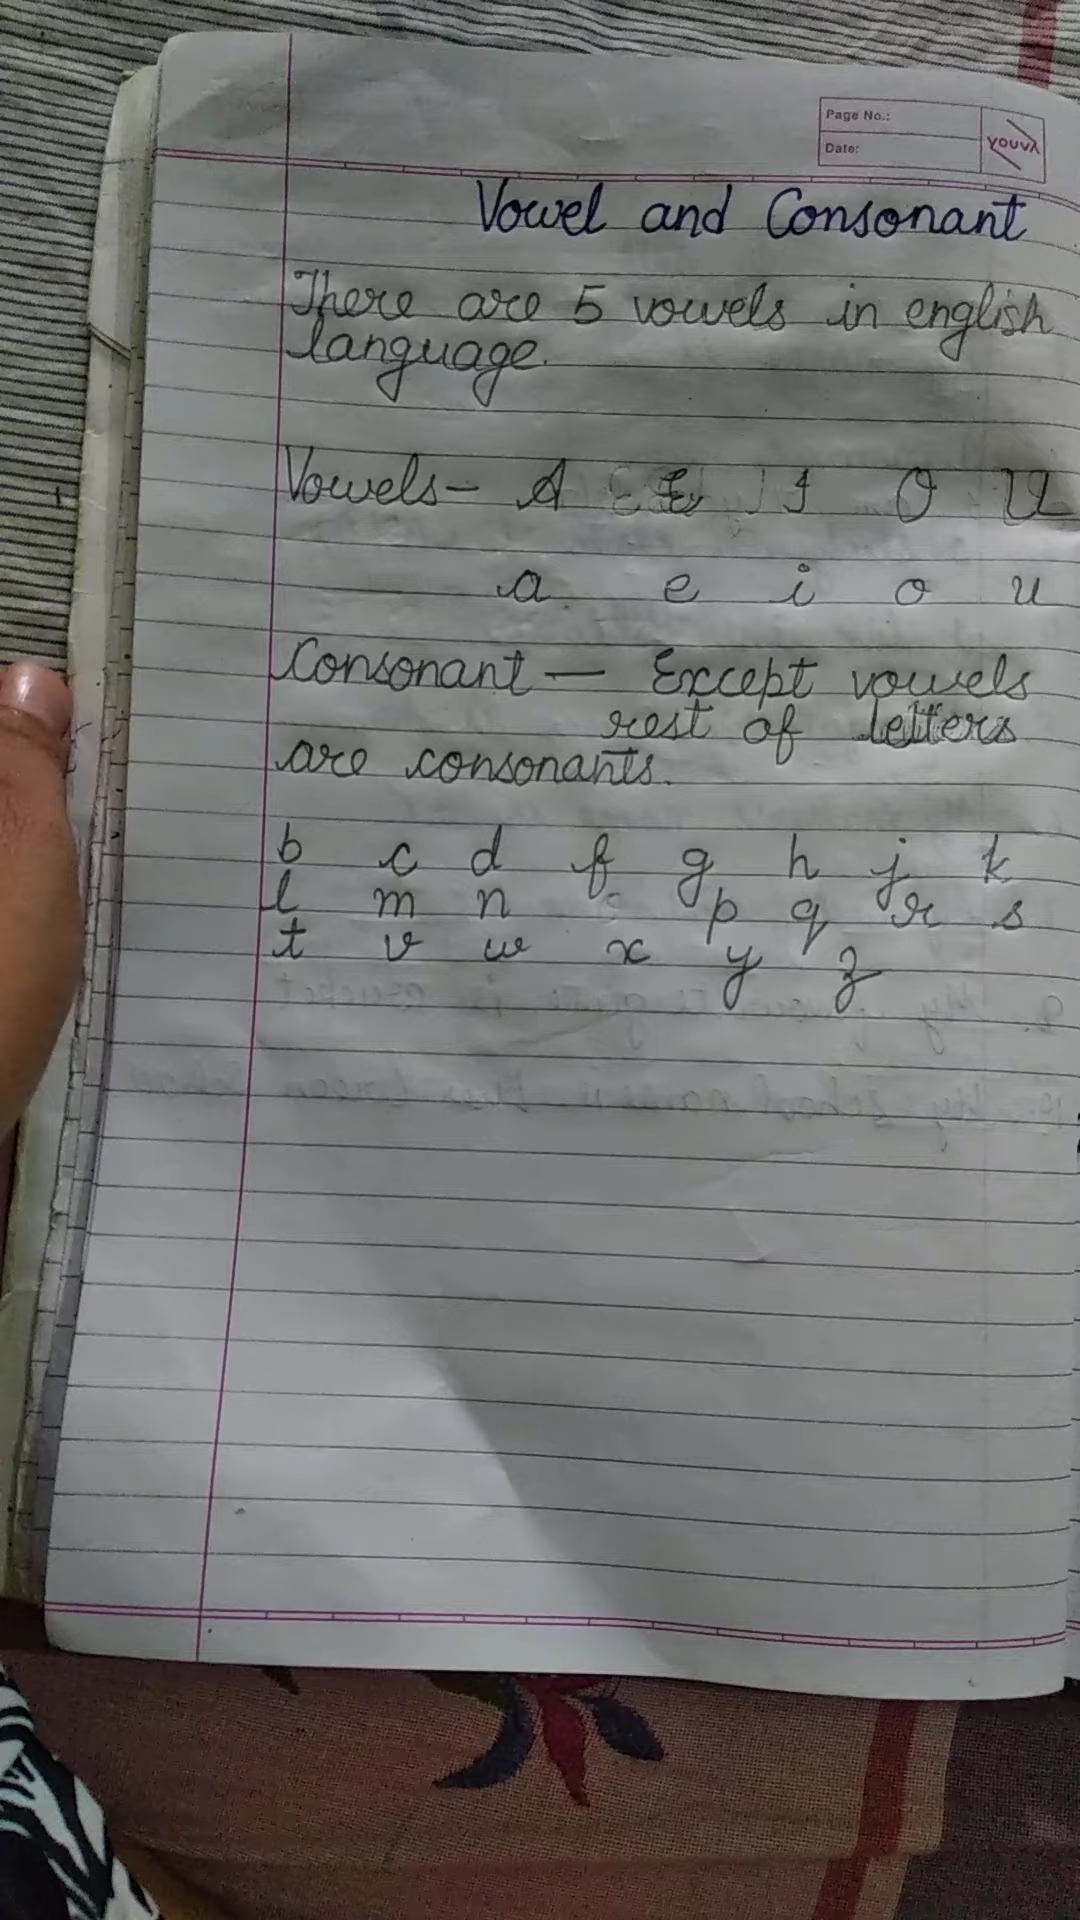 Page No.:
Date:
YOUVA
Vowel and Consonant
There are 5 vowels in english
language.
Vowels- A E I O U
a e i o u
Consonant — Except vowels
rest of letters
are consonants.
b c d f g h j k
l m n p q r s
t v w x y z